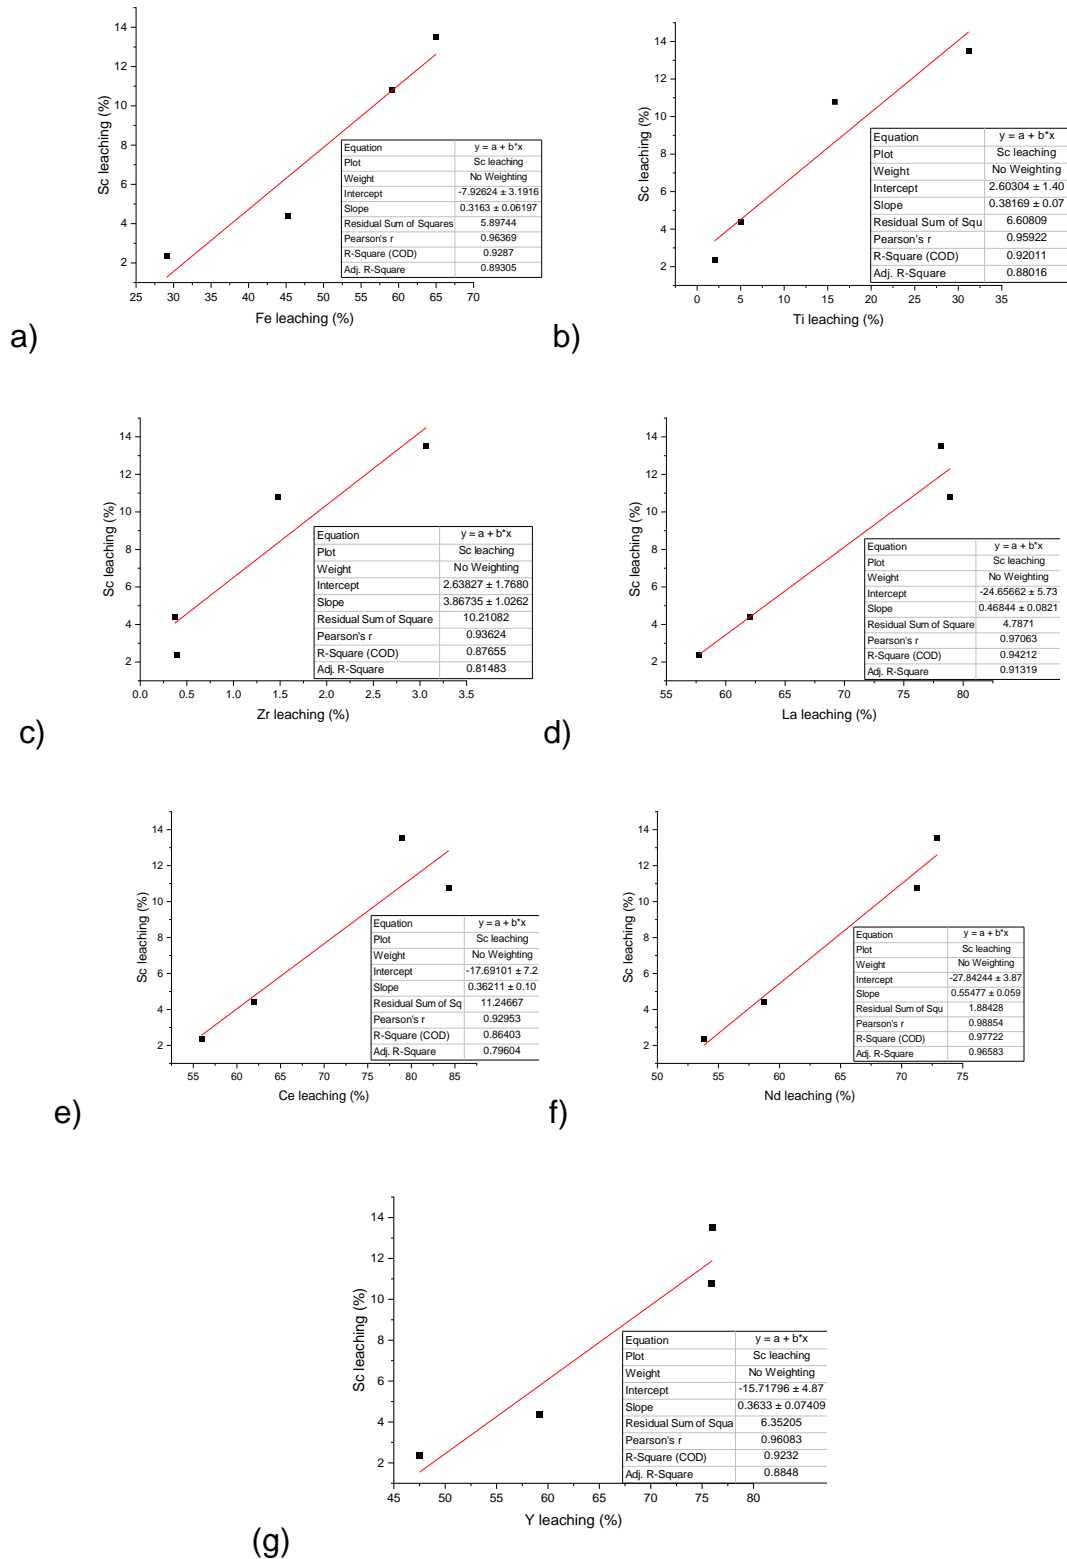 14
12
10
8
6
4
2
Sc leaching (%)
Equation y = a + b*x
Plot Sc leaching
Weight No Weighting
Intercept -7.92624 ± 3.1916
Slope 0.3163 ± 0.06197
Residual Sum of Squares 5.89744
Pearson's r 0.96369
R-Square (COD) 0.9287
Adj. R-Square 0.89305
25 30 35 40 45 50 55 60 65 70
Fe leaching (%)
a)
14
12
10
8
6
4
2
Sc leaching (%)
Equation y = a + b*x
Plot Sc leaching
Weight No Weighting
Intercept 2.60304 ± 1.40
Slope 0.38169 ± 0.07
Residual Sum of Squ 6.60809
Pearson's r 0.95922
R-Square (COD) 0.92011
Adj. R-Square 0.88016
0 5 10 15 20 25 30 35
Ti leaching (%)
b)
14
12
10
8
6
4
2
Sc leaching (%)
Equation y = a + b*x
Plot Sc leaching
Weight No Weighting
Intercept 2.63827 ± 1.7680
Slope 3.86735 ± 1.0262
Residual Sum of Square 10.21082
Pearson's r 0.93624
R-Square (COD) 0.87655
Adj. R-Square 0.81483
0.0 0.5 1.0 1.5 2.0 2.5 3.0 3.5
Zr leaching (%)
c)
14
12
10
8
6
4
2
Sc leaching (%)
Equation y = a + b*x
Plot Sc leaching
Weight No Weighting
Intercept -24.65662 ± 5.73
Slope 0.46844 ± 0.0821
Residual Sum of Square 4.7871
Pearson's r 0.97063
R-Square (COD) 0.94212
Adj. R-Square 0.91319
55 60 65 70 75 80
La leaching (%)
d)
14
12
10
8
6
4
2
Sc leaching (%)
Equation y = a + b*x
Plot Sc leaching
Weight No Weighting
Intercept -17.69101 ± 7.2
Slope 0.36211 ± 0.10
Residual Sum of Sq 11.24667
Pearson's r 0.92953
R-Square (COD) 0.86403
Adj. R-Square 0.79604
55 60 65 70 75 80 85
Ce leaching (%)
e)
14
12
10
8
6
4
2
Sc leaching (%)
Equation y = a + b*x
Plot Sc leaching
Weight No Weighting
Intercept -27.84244 ± 3.87
Slope 0.55477 ± 0.059
Residual Sum of Squ 1.88428
Pearson's r 0.98854
R-Square (COD) 0.97722
Adj. R-Square 0.96583
50 55 60 65 70 75
Nd leaching (%)
f)
14
12
10
8
6
4
2
Sc leaching (%)
Equation y = a + b*x
Plot Sc leaching
Weight No Weighting
Intercept -15.71796 ± 4.87
Slope 0.3633 ± 0.07409
Residual Sum of Squa 6.35205
Pearson's r 0.96083
R-Square (COD) 0.9232
Adj. R-Square 0.8848
45 50 55 60 65 70 75 80
Y leaching (%)
(g)